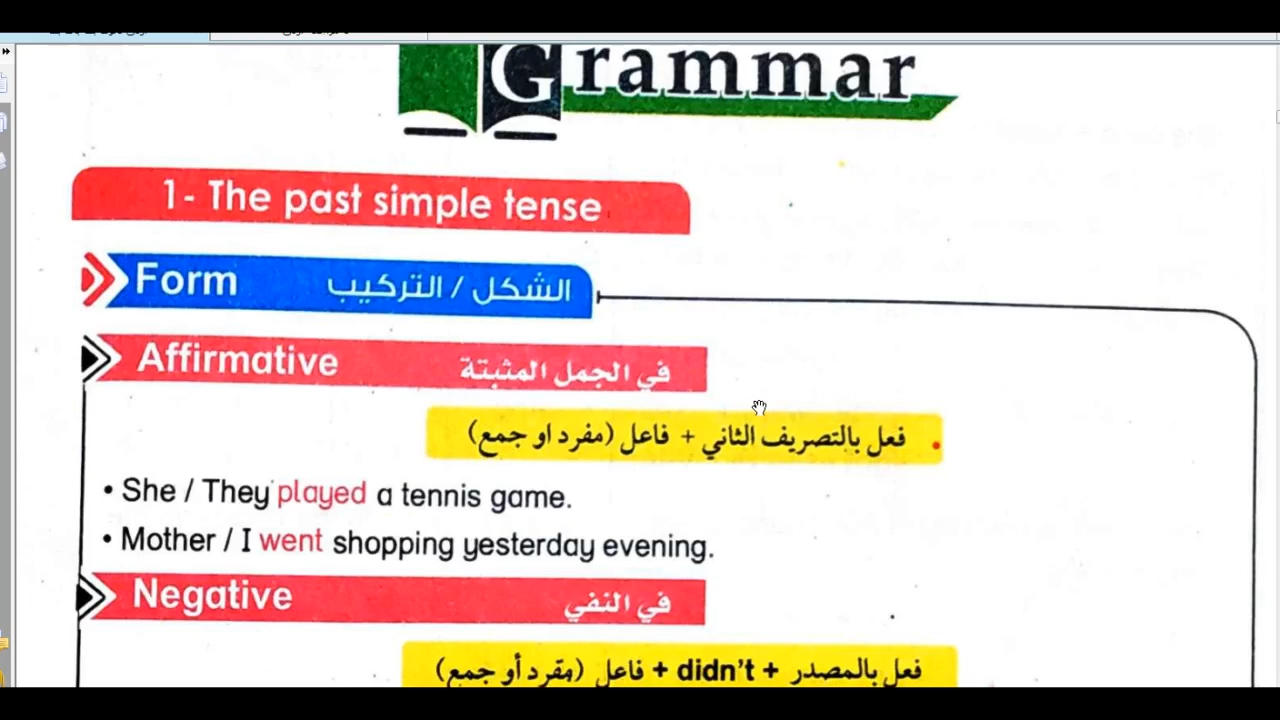 Grammar
1- The past simple tense
Form الشكل / التركيب
Affirmative في الجمل المثبتة
فعل بالتصريف الثاني + فاعل (مفرد او جمع)
• She / They played a tennis game.
• Mother / I went shopping yesterday evening.
Negative في النفي
فعل بالمصدر + didn't + فاعل (مفرد أو جمع)